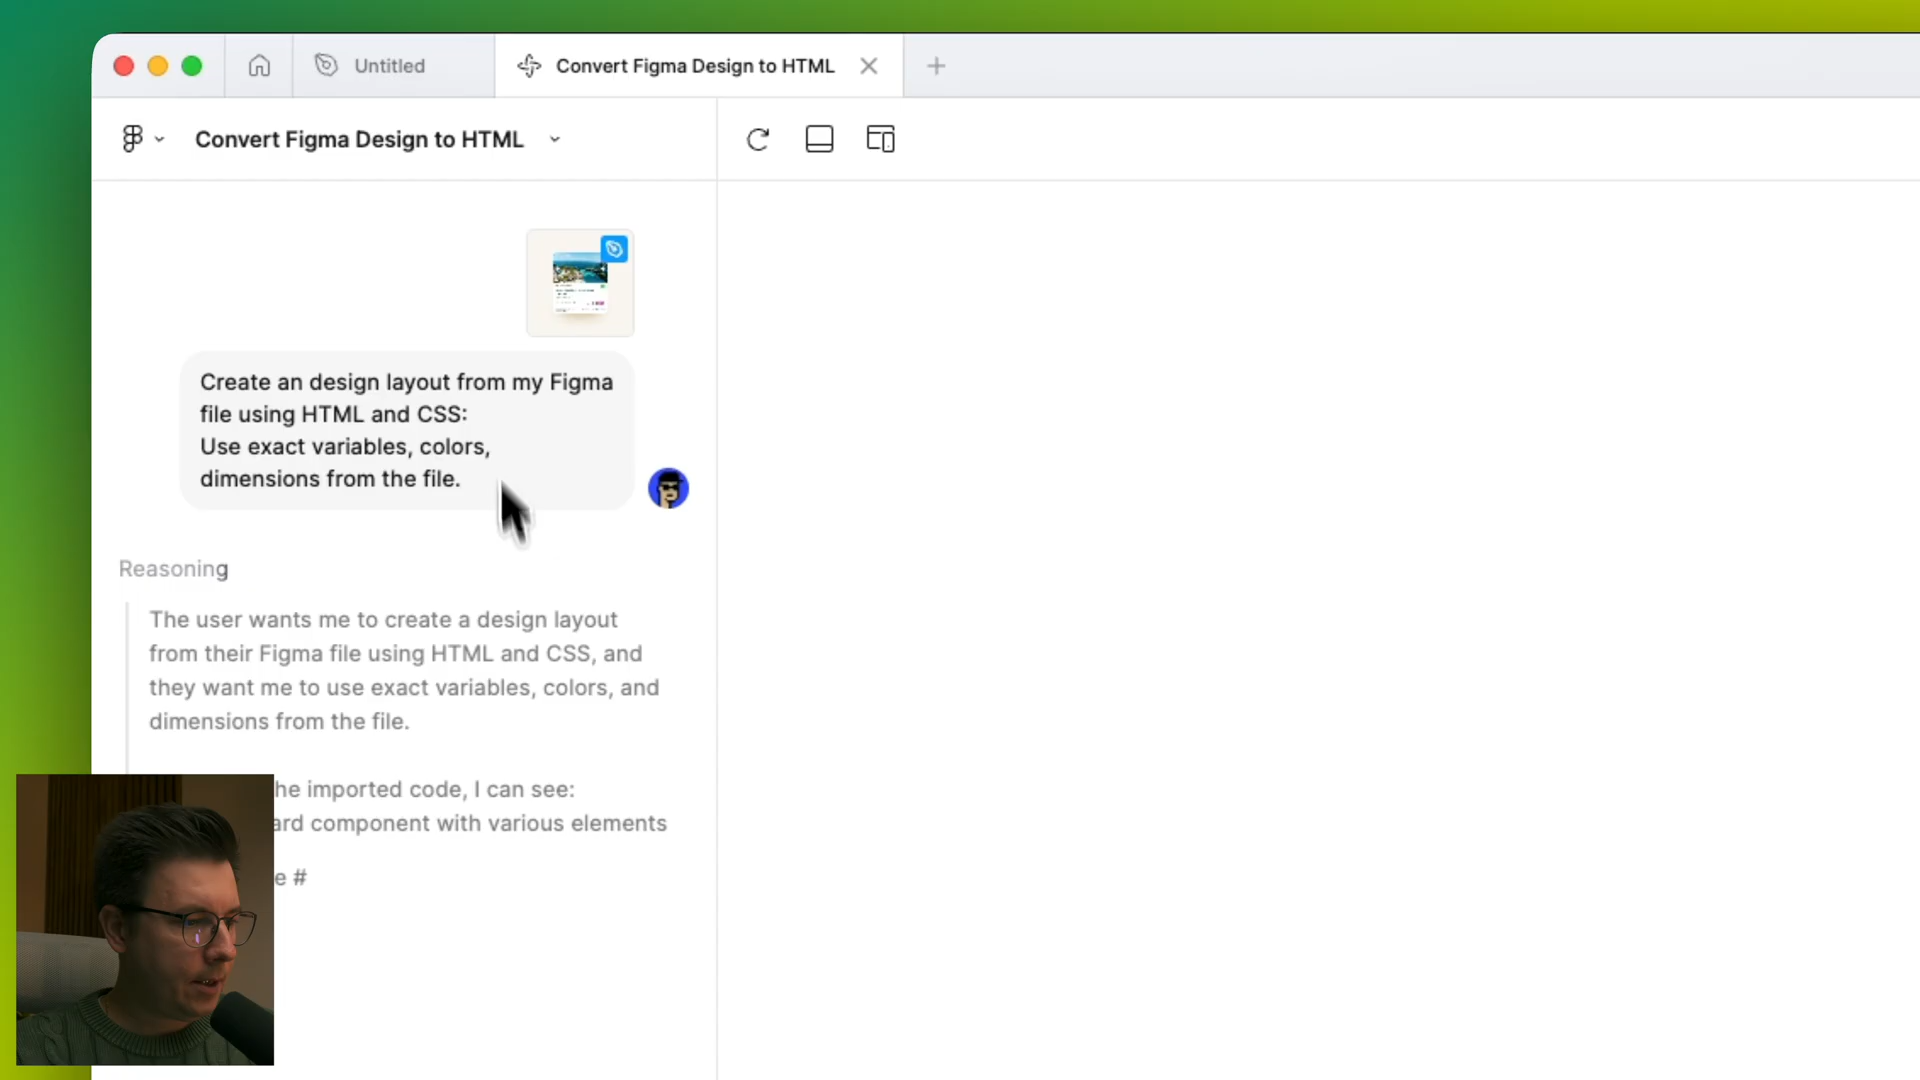 Untitled
Convert Figma Design to HTML
Convert Figma Design to HTML
Create an design layout from my Figma
file using HTML and CSS:
Use exact variables, colors,
dimensions from the file.
Reasoning
The user wants me to create a design layout
from their Figma file using HTML and CSS, and
they want me to use exact variables, colors, and
dimensions from the file.
he imported code, I can see:
ard component with various elements
e #